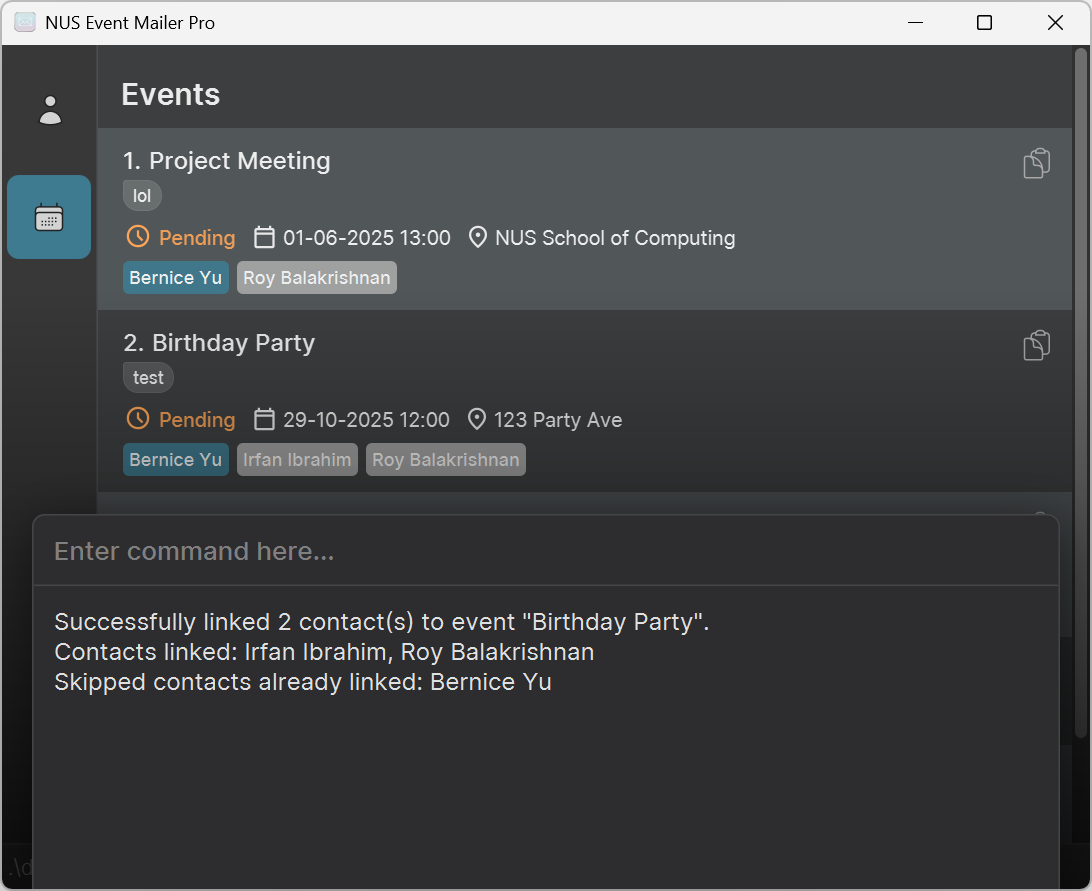 NUS Event Mailer Pro
Events
1. Project Meeting
lol
Pending 01-06-2025 13:00 NUS School of Computing
Bernice Yu Roy Balakrishnan
2. Birthday Party
test
Pending 29-10-2025 12:00 123 Party Ave
Bernice Yu Irfan Ibrahim Roy Balakrishnan
Enter command here...
Successfully linked 2 contact(s) to event "Birthday Party".
Contacts linked: Irfan Ibrahim, Roy Balakrishnan
Skipped contacts already linked: Bernice Yu